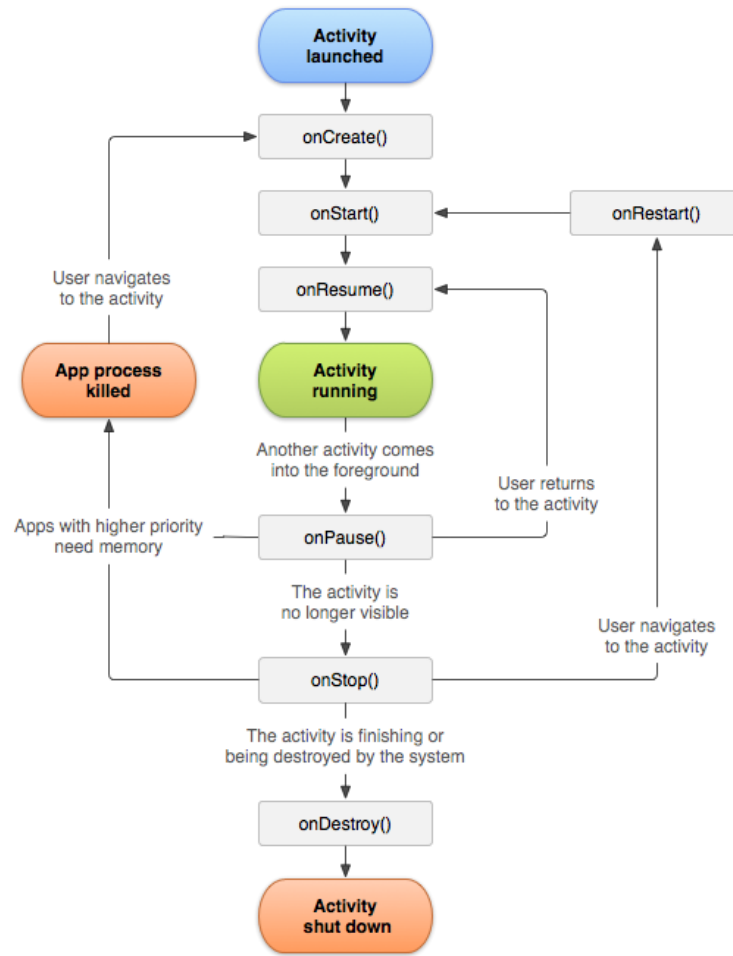 Activity
launched
onCreate()
onStart()
onRestart()
User navigates
to the activity
onResume()
App process
killed
Activity
running
Another activity comes
into the foreground
User returns
to the activity
Apps with higher priority
need memory
onPause()
The activity is
no longer visible
User navigates
to the activity
onStop()
The activity is finishing or
being destroyed by the system
onDestroy()
Activity
shut down